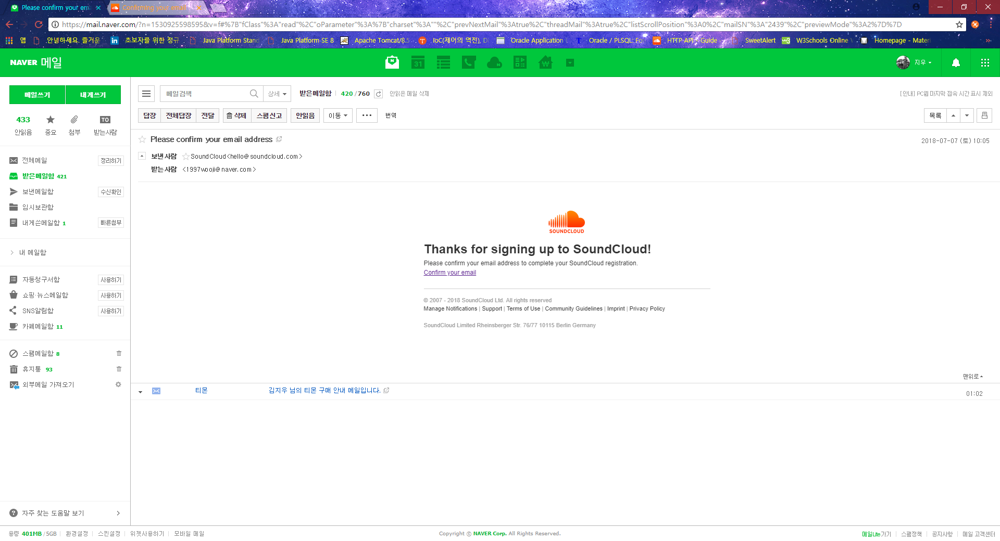 Please confirm your em
Confirming your emai
https://mail.naver.com/?n=1530925598595&v=f#%7B"fClass"%3A"read"%2C"oParameter"%3A%7B"charset"%3A""%2C"prevNextMail"%3Atrue%2C"threadMail"%3Atrue%2C"listScrollPosition"%3A0%2C"mailSN"%3A"2439"%2C"previewMode"%3A2%7D%7D
앱
안녕하세요. 즐거운
초보자를 위한 정규
Java Platform Stand
Java Platform SE 8
Apache Tomcat/8.5
IoC(제어의 역전), D
Oracle Application
Oracle / PLSQL: Eq
HTTP API - Guide
SweetAlert
W3Schools Online
Homepage - Materi
NAVER 메일
31
지우
메일쓰기
내게쓰기
433
TO
안읽음
중요
첨부
받는사람
전체메일
정리하기
받은메일함 421
보낸메일함
수신확인
임시보관함
내게쓴메일함 1
빠른첨부
내 메일함
자동청구서함
사용하기
쇼핑·뉴스메일함
사용하기
SNS알림함
사용하기
카페메일함 11
스팸메일함 8
휴지통 93
외부메일 가져오기
자주 찾는 도움말 보기
메일검색
상세
받은메일함 420 / 760
안읽은 메일 삭제
[안내] PC웹 마지막 접속 시간 표시 제외
답장
전체답장
전달
삭제
스팸신고
안읽음
이동
번역
목록
Please confirm your email address
2018-07-07 (토) 10:05
보낸사람 SoundCloud<hello@soundcloud.com>
받는사람 <1997wooji@naver.com>
SOUNDCLOUD
Thanks for signing up to SoundCloud!
Please confirm your email address to complete your SoundCloud registration.
Confirm your email
© 2007 - 2018 SoundCloud Ltd. All rights reserved
Manage Notifications | Support | Terms of Use | Community Guidelines | Imprint | Privacy Policy
SoundCloud Limited Rheinsberger Str. 76/77 10115 Berlin Germany
맨위로
티몬
김지우 님의 티몬 구매 안내 메일입니다.
01:02
용량 401MB / 5GB
환경설정
스킨설정
위젯사용하기
모바일 메일
Copyright © NAVER Corp. All Rights Reserved.
메일Lite가기
스팸정책
공지사항
메일 고객센터